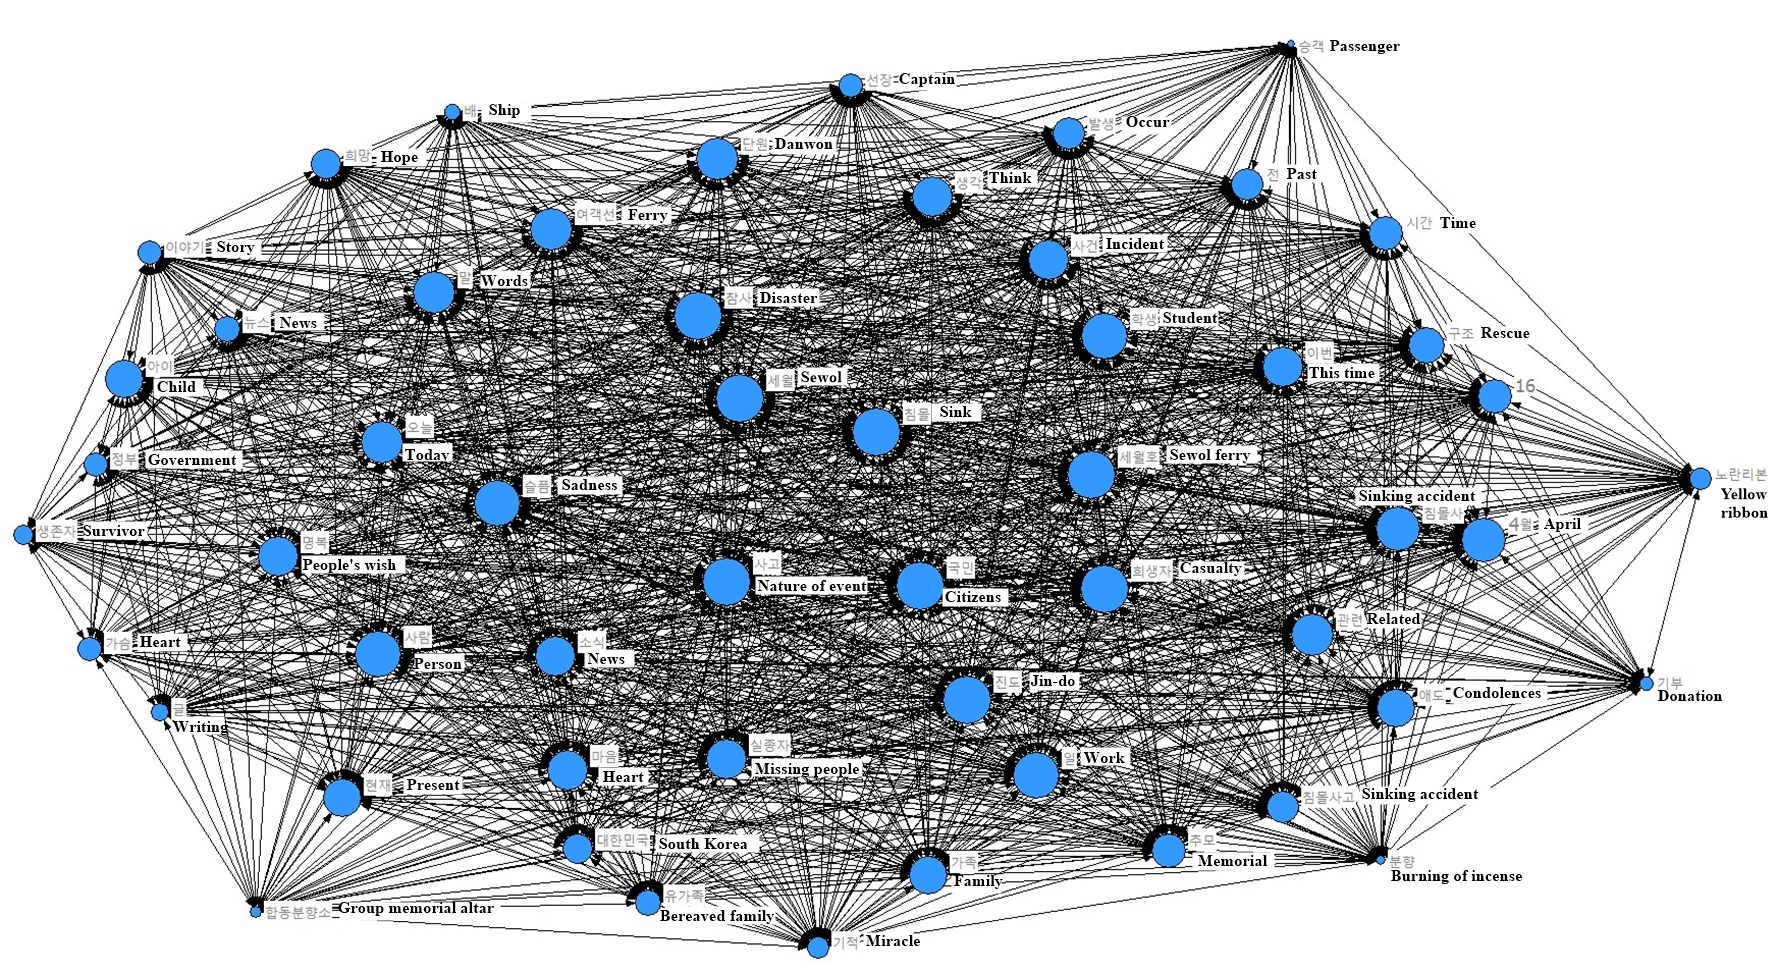 승객 Passenger
선장 Captain
배 Ship
발생 Occur
단원 Danwon
희망 Hope
전 Past
생각 Think
여객선 Ferry
시간 Time
사건 Incident
이야기 Story
말 Words
참사 Disaster
학생 Student
뉴스 News
구조 Rescue
이번
This time
아이
Child
세월 Sewol
16
침몰 Sink
오늘
Today
세월호 Sewol ferry
정부 Government
노란리본
Yellow
ribbon
슬픔 Sadness
Sinking accident
침몰사
4월 April
생존자 Survivor
명복
People's wish
사고
Nature of event
국민
Citizens
희생자 Casualty
관련 Related
가슴 Heart
사람
Person
소식
News
진도 Jin-do
기부
Donation
애도 Condolences
글
Writing
마음
Heart
실종자
Missing people
일 Work
현재 Present
침몰사고 Sinking accident
대한민국 South Korea
추모
Memorial
가족
Family
분향
Burning of incense
합동분향소 Group memorial altar
유가족
Bereaved family
기적 Miracle